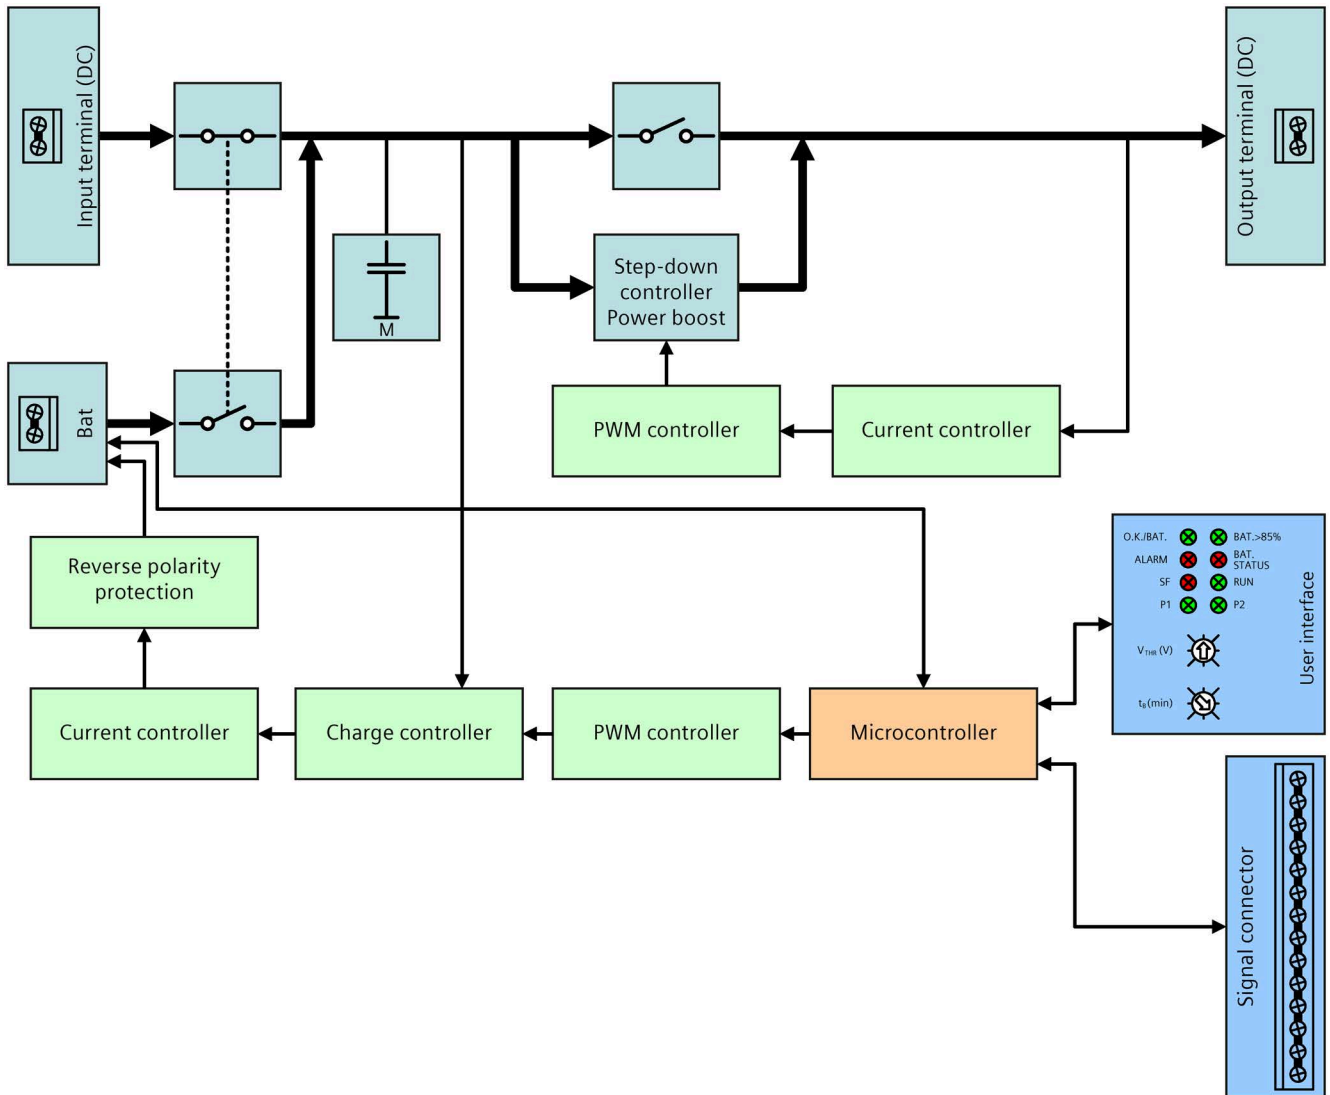 Input terminal (DC)
Output terminal (DC)
M
Step-down
controller
Power boost
Bat
PWM controller
Current controller
Reverse polarity
protection
O.K./BAT.
BAT.>85%
ALARM
BAT.
STATUS
SF
RUN
P1
P2
VTHR (V)
tB (min)
User interface
Current controller
Charge controller
PWM controller
Microcontroller
Signal connector